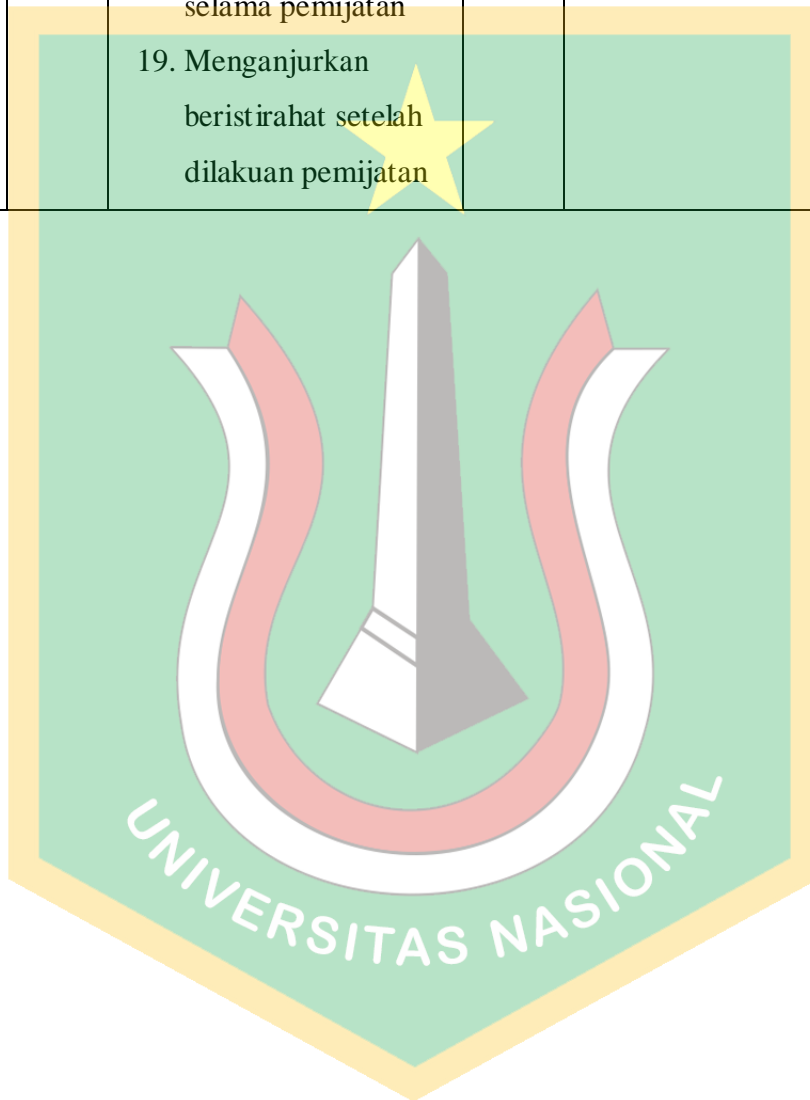 selama pemijatan
19. Menganjurkan
beristirahat setelah
dilakuan pemijatan
UNIVERSITAS NASIONAL